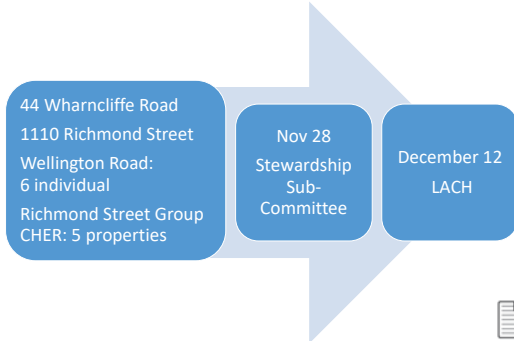 44 Wharncliffe Road
1110 Richmond Street
Wellington Road:
6 individual
Richmond Street Group
CHER: 5 properties
Nov 28
Stewardship
Sub-
Committee
December 12
LACH